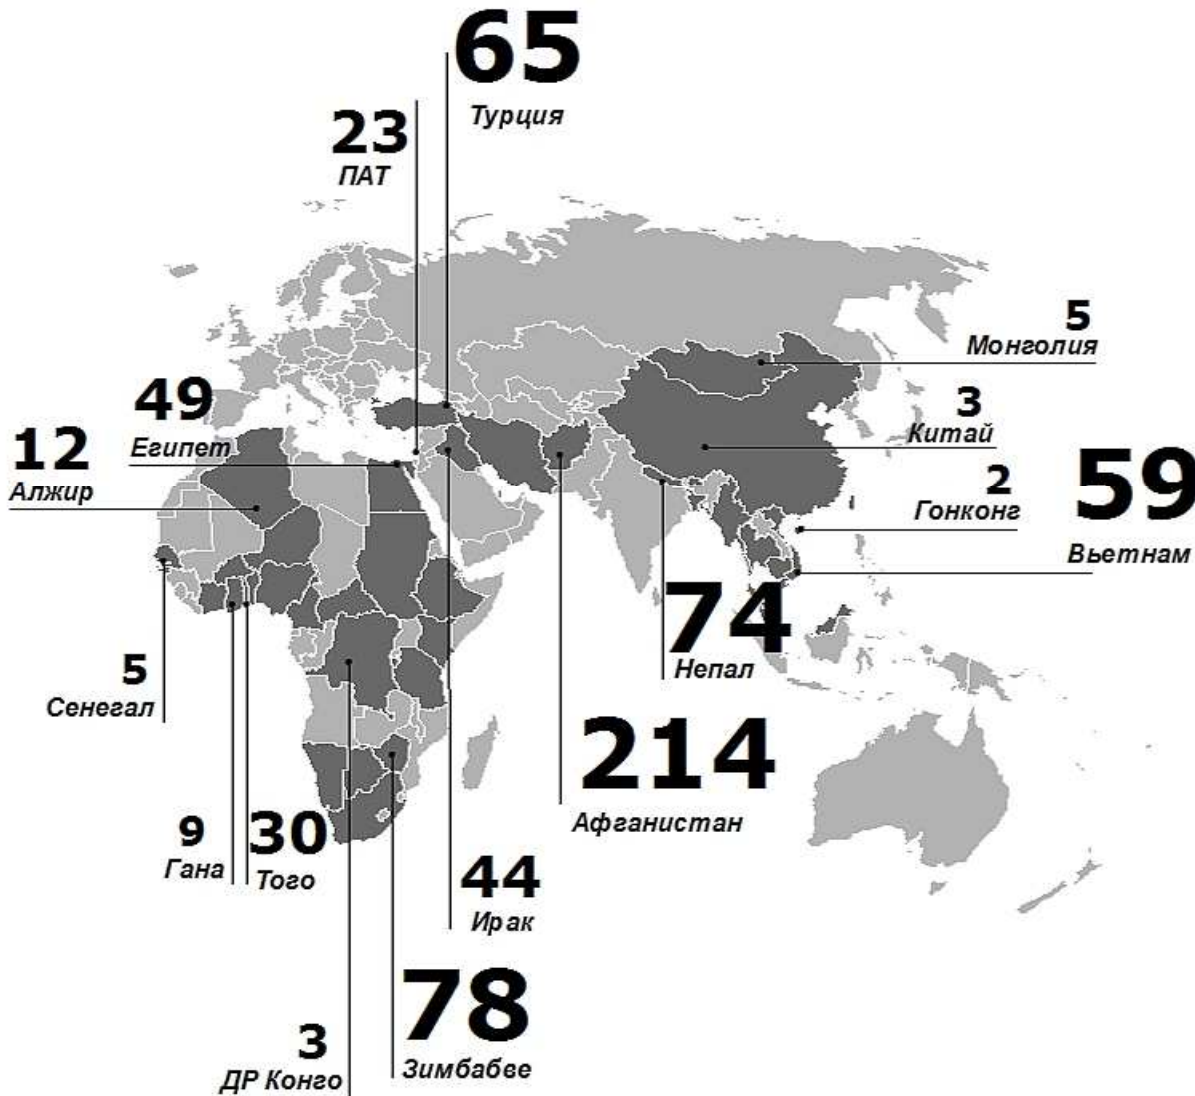 65
Турция
23
ПАТ
5
Монголия
49
Египет
3
Китай
12
Алжир
2
Гонконг
59
Вьетнам
74
Непал
5
Сенегал
214
Афганистан
9
Гана
30
Того
44
Ирак
78
Зимбабве
3
ДР Конго